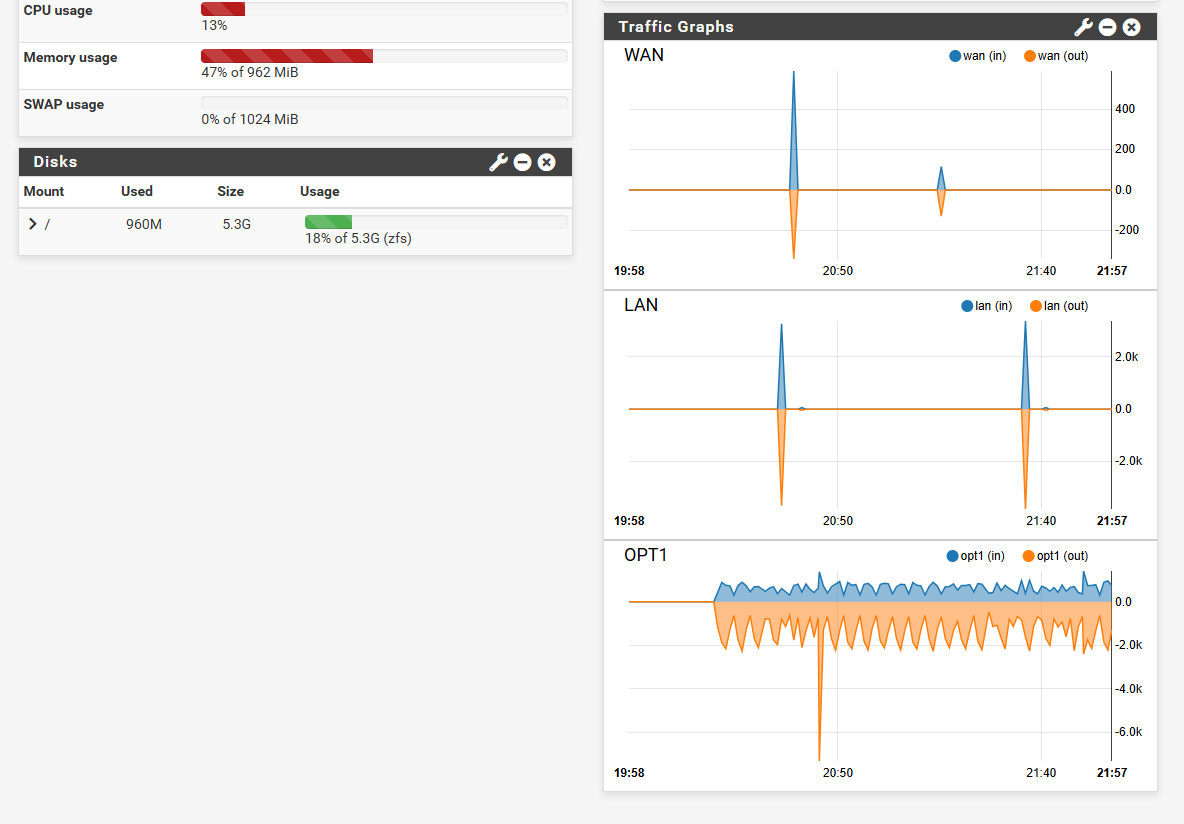 CPU usage
13%
Memory usage
47% of 962 MiB
SWAP usage
0% of 1024 MiB
Disks
Mount Used Size Usage
/ 960M 5.3G
18% of 5.3G (zfs)
Traffic Graphs
WAN wan (in) wan (out)
400
200
0.0
-200
19:58 20:50 21:40 21:57
LAN lan (in) lan (out)
2.0k
0.0
-2.0k
19:58 20:50 21:40 21:57
OPT1 opt1 (in) opt1 (out)
0.0
-2.0k
-4.0k
-6.0k
19:58 20:50 21:40 21:57